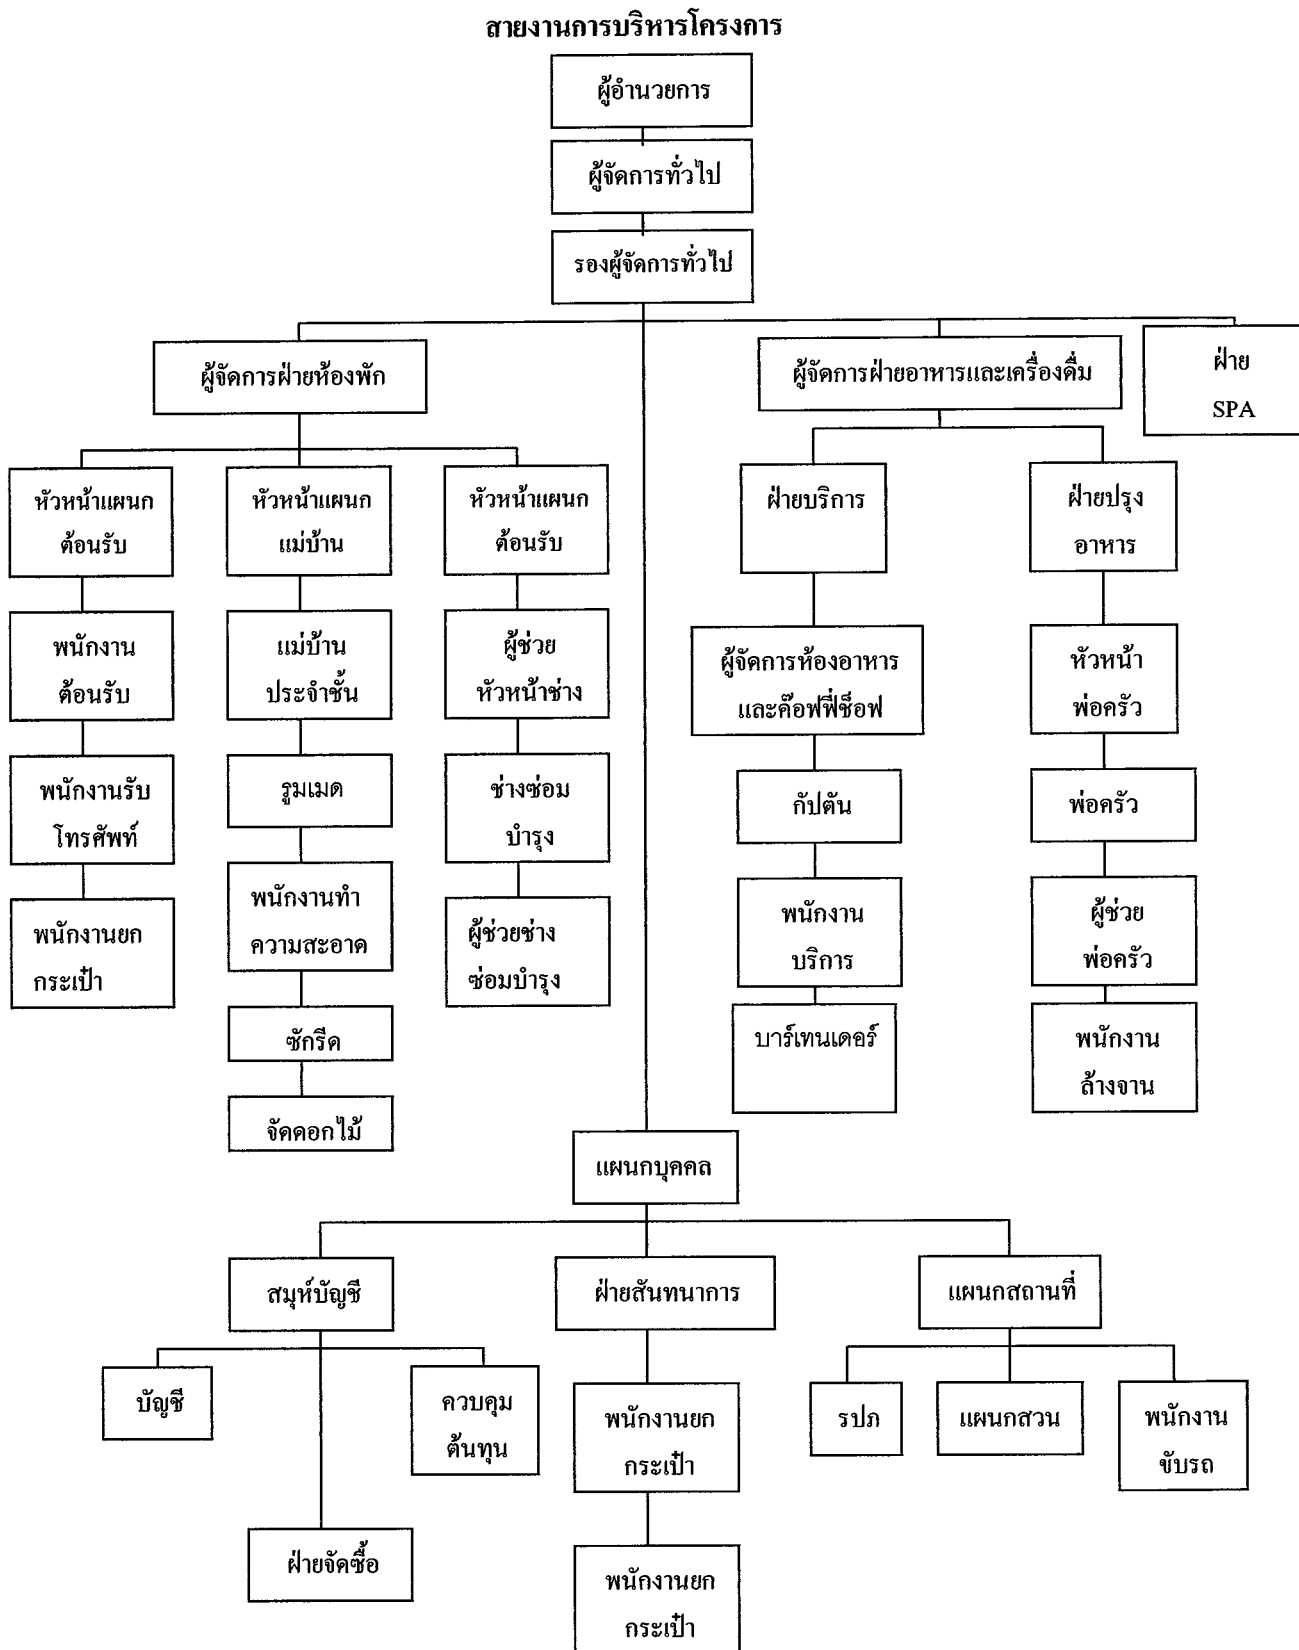 สายงานการบริหารโครงการ
ผู้อำนวยการ
ผู้จัดการทั่วไป
รองผู้จัดการทั่วไป
ผู้จัดการฝ่ายห้องพัก
ผู้จัดการฝ่ายอาหารและเครื่องดื่ม
ฝ่าย
SPA
หัวหน้าแผนก
ต้อนรับ
หัวหน้าแผนก
แม่บ้าน
หัวหน้าแผนก
ต้อนรับ
ฝ่ายบริการ
ฝ่ายปรุง
อาหาร
พนักงาน
ต้อนรับ
แม่บ้าน
ประจำชั้น
ผู้ช่วย
หัวหน้าช่าง
ผู้จัดการห้องอาหาร
และค๊อฟฟี่ช็อฟ
หัวหน้า
พ่อครัว
พนักงานรับ
โทรศัพท์
รูมเมด
ช่างซ่อม
บำรุง
กัปตัน
พ่อครัว
พนักงานยก
กระเป๋า
พนักงานทำ
ความสะอาด
ผู้ช่วยช่าง
ซ่อมบำรุง
พนักงาน
บริการ
ผู้ช่วย
พ่อครัว
ซักรีด
บาร์เทนเดอร์
พนักงาน
ล้างจาน
จัดดอกไม้
แผนกบุคคล
สมุห์บัญชี
ฝ่ายสันทนาการ
แผนกสถานที่
บัญชี
ควบคุม
ต้นทุน
พนักงานยก
กระเป๋า
รปภ
แผนกสวน
พนักงาน
ขับรถ
ฝ่ายจัดซื้อ
พนักงานยก
กระเป๋า